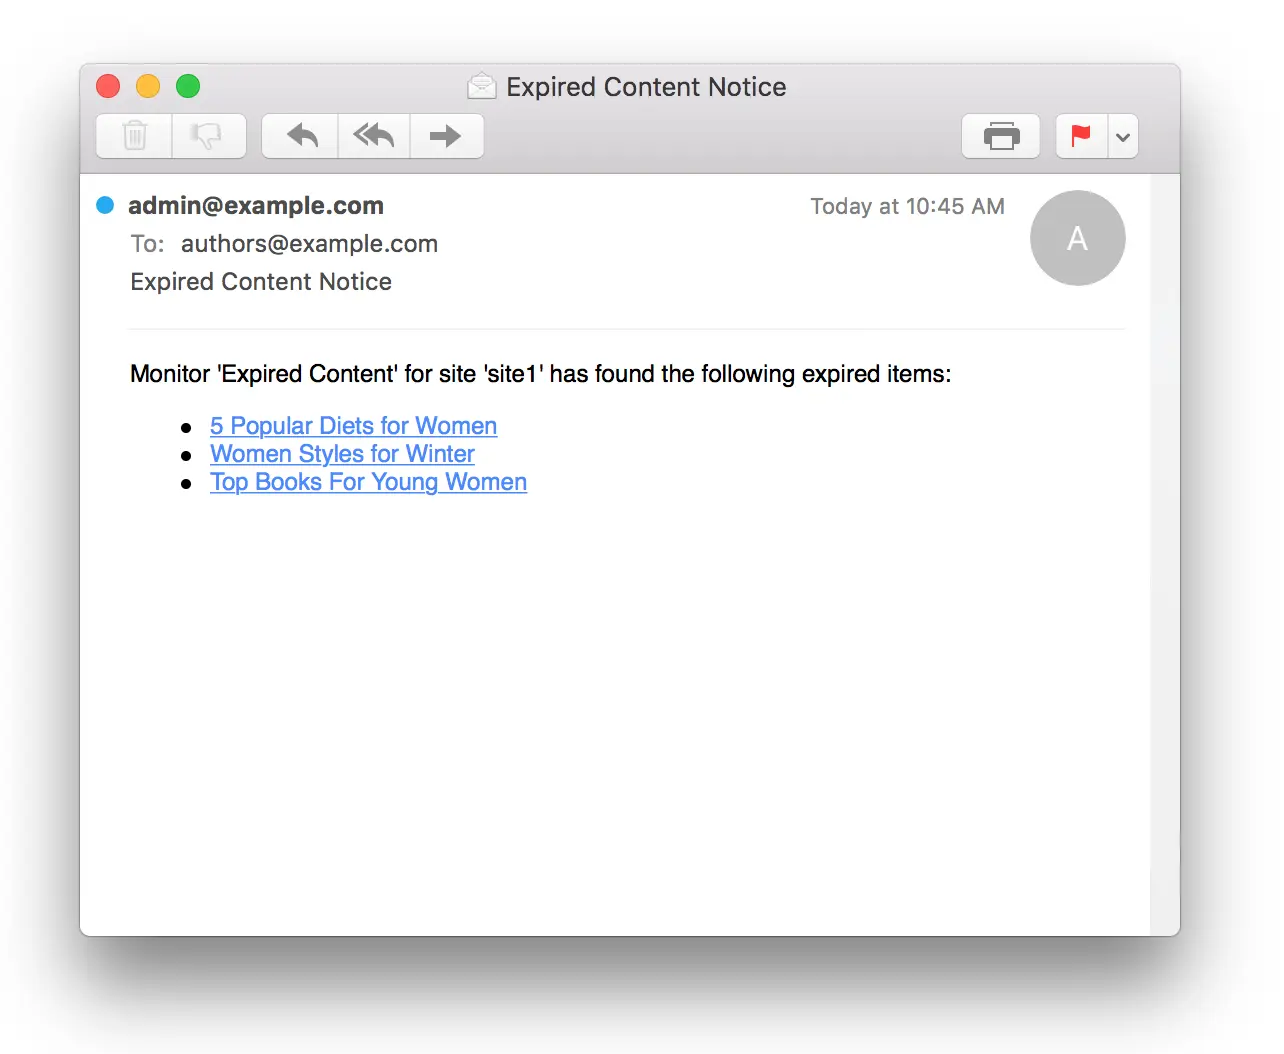 Expired Content Notice
admin@example.com
Today at 10:45 AM
A
To: authors@example.com
Expired Content Notice
Monitor 'Expired Content' for site 'site1' has found the following expired items:
5 Popular Diets for Women
Women Styles for Winter
Top Books For Young Women